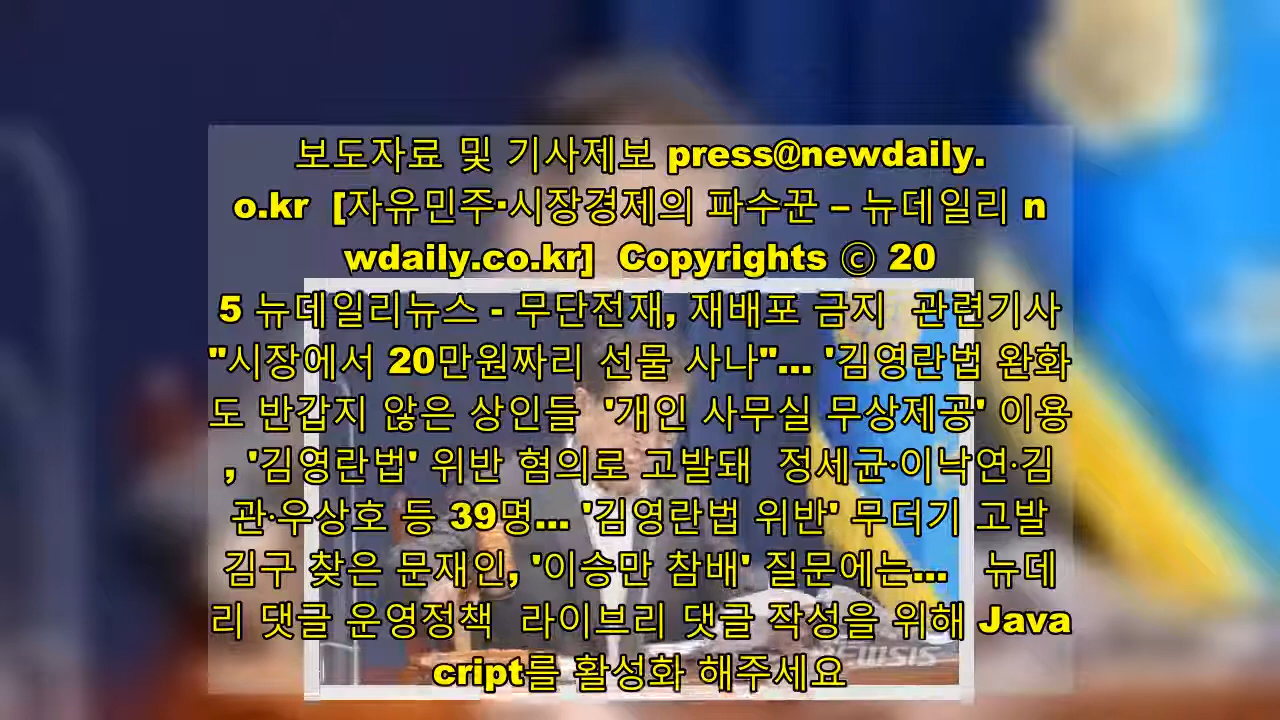 보도자료 및 기사제보 press@newdaily.
o.kr [자유민주·시장경제의 파수꾼 – 뉴데일리 n
wdaily.co.kr] Copyrights ⓒ 20
5 뉴데일리뉴스 - 무단전재, 재배포 금지 관련기사
"시장에서 20만원짜리 선물 사나"... '김영란법 완화
도 반갑지 않은 상인들 '개인 사무실 무상제공' 이용
, '김영란법' 위반 혐의로 고발돼 정세균·이낙연·김
관·우상호 등 39명... '김영란법 위반' 무더기 고발
김구 찾은 문재인, '이승만 참배' 질문에는... 뉴데
리 댓글 운영정책 라이브리 댓글 작성을 위해 Java
cript를 활성화 해주세요
NEWSIS